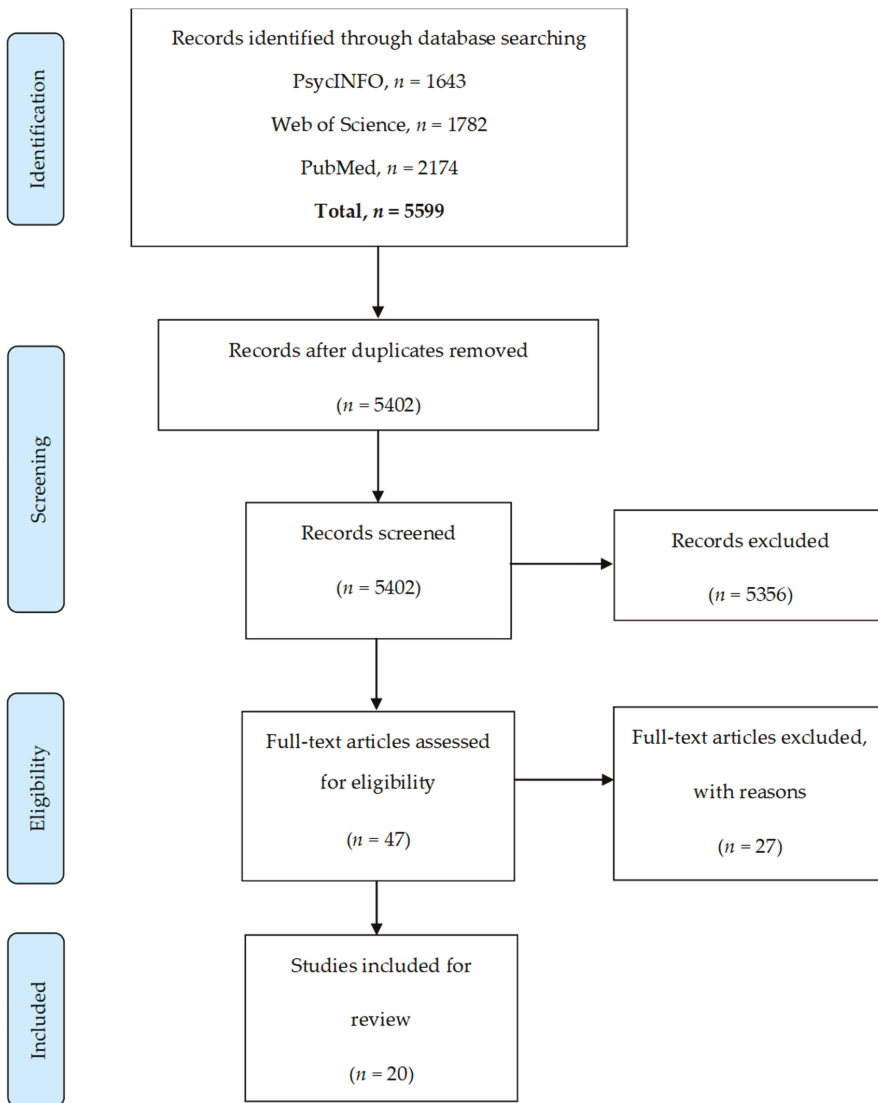 Identification
Records identified through database searching
PsycINFO, n = 1643
Web of Science, n = 1782
PubMed, n = 2174
Total, n = 5599
Screening
Records after duplicates removed
(n = 5402)
Records screened
(n = 5402)
Records excluded
(n = 5356)
Eligibility
Full-text articles assessed
for eligibility
(n = 47)
Full-text articles excluded,
with reasons
(n = 27)
Included
Studies included for
review
(n = 20)